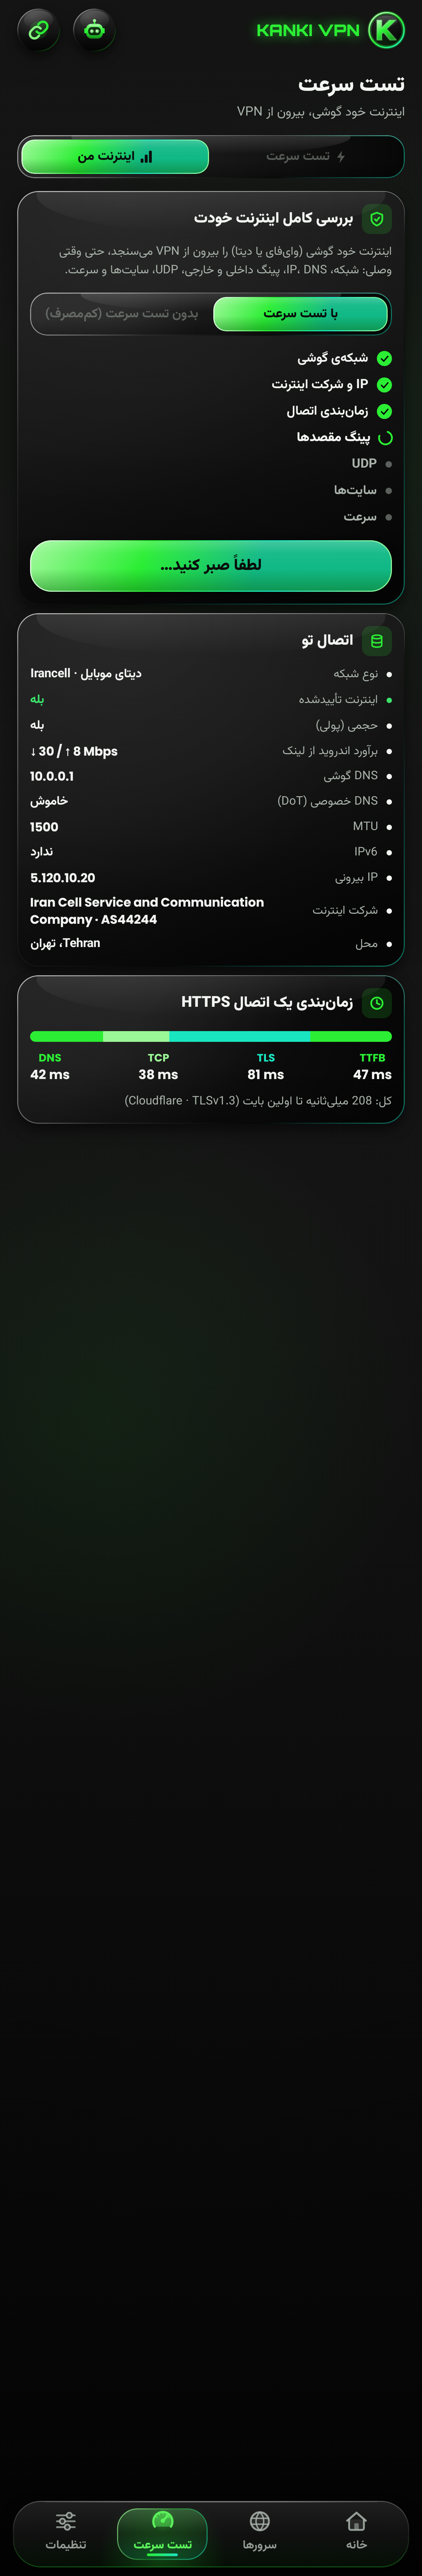 KANKI VPN
تست سرعت
اینترنت خود گوشی، بیرون از VPN
تست سرعت
اینترنت من
بررسی کامل اینترنت خودت
اینترنت خود گوشی (وای‌فای یا دیتا) را بیرون از VPN می‌سنجد، حتی وقتی
وصلی: شبکه، IP، DNS، پینگ داخلی و خارجی، UDP، سایت‌ها و سرعت.
با تست سرعت
بدون تست سرعت (کم‌مصرف)
شبکه‌ی گوشی
IP و شرکت اینترنت
زمان‌بندی اتصال
پینگ مقصدها
UDP
سایت‌ها
سرعت
لطفاً صبر کنید...
اتصال تو
نوع شبکه دیتای موبایل · Irancell
اینترنت تأییدشده بله
حجمی (پولی) بله
برآورد اندروید از لینک ↓ 30 / ↑ 8 Mbps
DNS گوشی 10.0.0.1
DNS خصوصی (DoT) خاموش
MTU 1500
IPv6 ندارد
IP بیرونی 5.120.10.20
شرکت اینترنت Iran Cell Service and Communication
Company · AS44244
محل Tehran، تهران
زمان‌بندی یک اتصال HTTPS
DNS TCP TLS TTFB
42 ms 38 ms 81 ms 47 ms
کل: 208 میلی‌ثانیه تا اولین بایت (Cloudflare · TLSv1.3)
خانه
سرورها
تست سرعت
تنظیمات